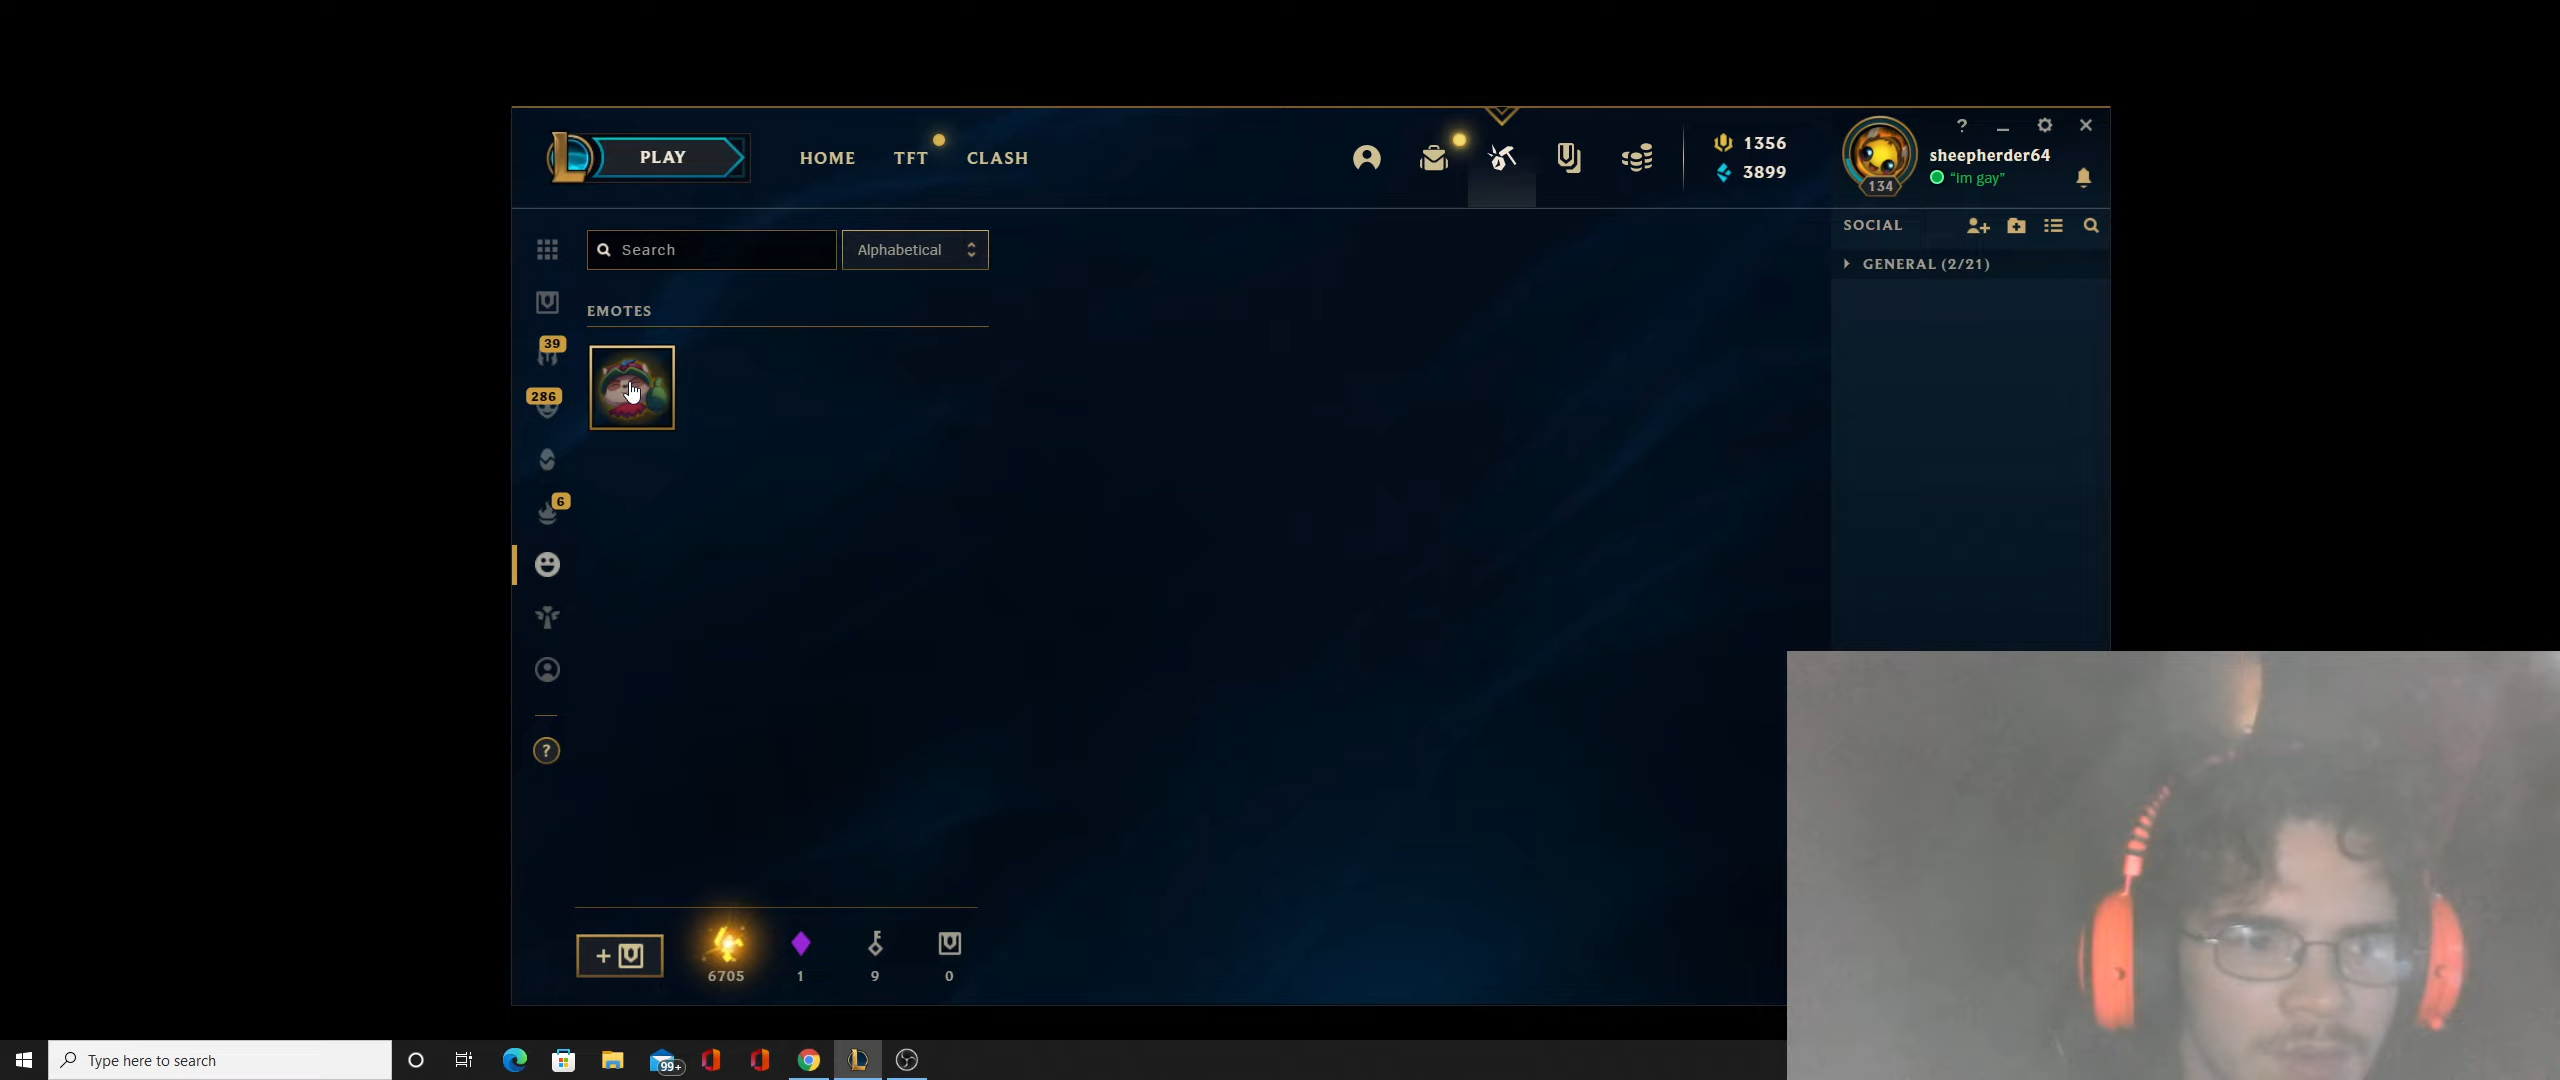 PLAY
HOME
TFT
CLASH
1356
3899
134
?
sheepherder64
“im gay”
SOCIAL
GENERAL (2/21)
Search
Alphabetical
EMOTES
39
286
6
?
+
6705
1
9
0
Type here to search
99+